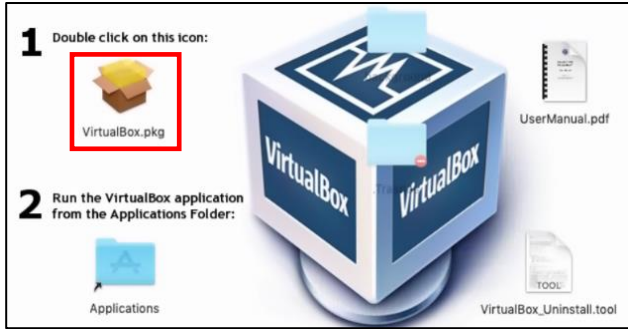 1 Double click on this icon:
VirtualBox.pkg
UserManual.pdf
VirtualBox
VirtualBox
2 Run the VirtualBox application
from the Applications Folder:
Applications
TOOL
VirtualBox_Uninstall.tool